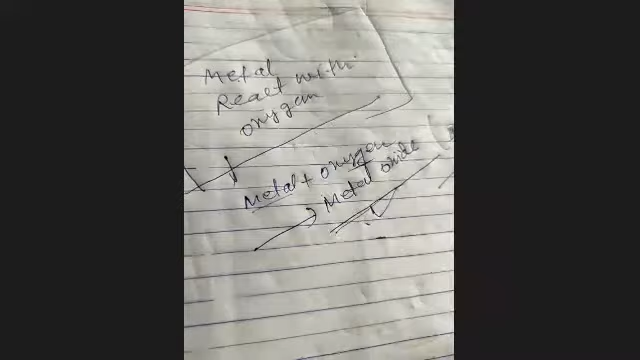 Metal
React with
oxygen
Metal + oxygen
→ Metal oxide (